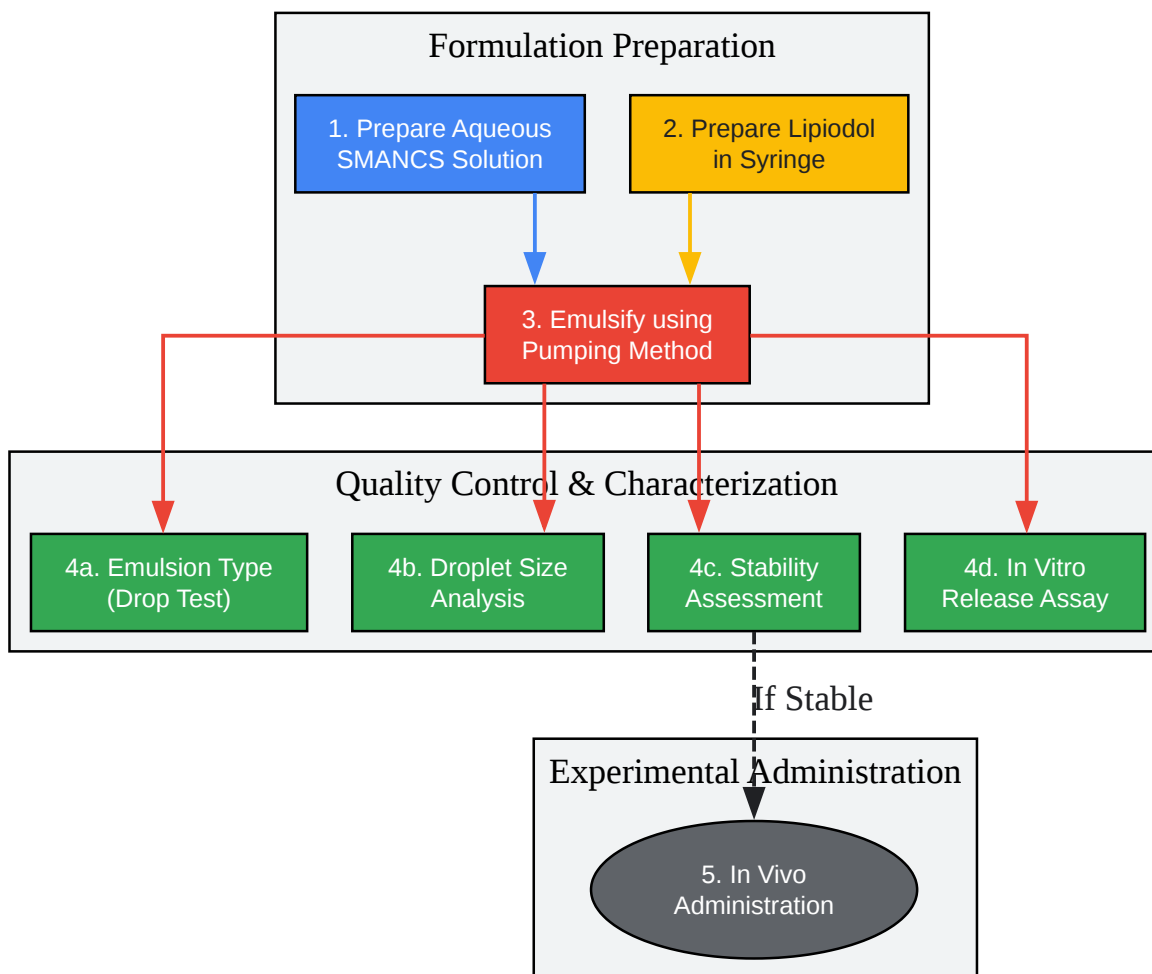 Formulation Preparation
1. Prepare Aqueous
SMANCS Solution
2. Prepare Lipiodol
in Syringe
3. Emulsify using
Pumping Method
Quality Control & Characterization
4a. Emulsion Type
(Drop Test)
4b. Droplet Size
Analysis
4c. Stability
Assessment
4d. In Vitro
Release Assay
If Stable
Experimental Administration
5. In Vivo
Administration